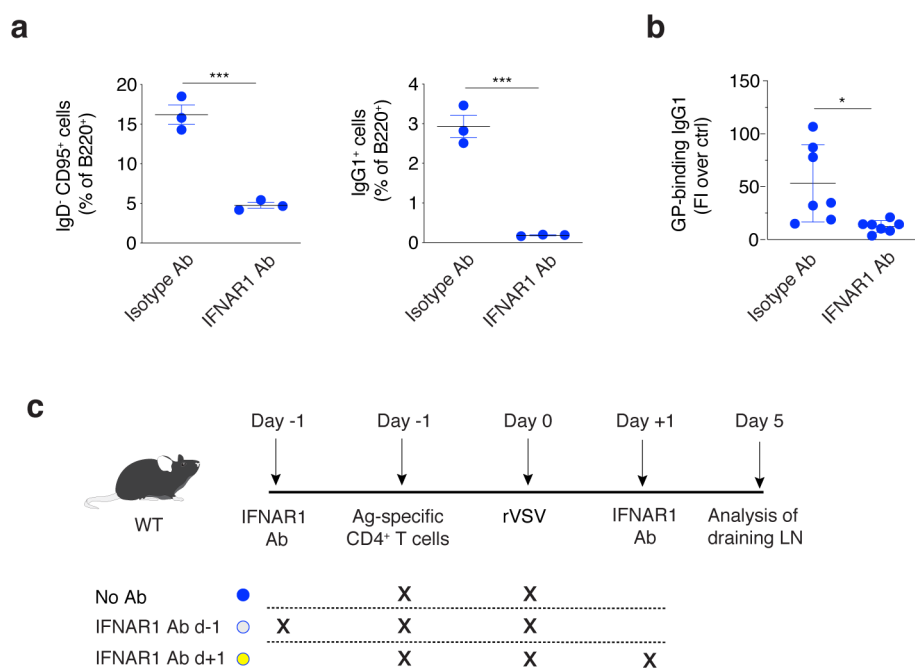 a
b
***
***
*
20
15
10
5
0
IgD⁻ CD95⁺ cells
(% of B220⁺)
Isotype Ab
IFNAR1 Ab
4
3
2
1
0
IgG1⁺ cells
(% of B220⁺)
Isotype Ab
IFNAR1 Ab
150
100
50
0
GP-binding IgG1
(FI over ctrl)
Isotype Ab
IFNAR1 Ab
c
Day -1 Day -1 Day 0 Day +1 Day 5
WT
IFNAR1 Ag-specific rVSV IFNAR1 Analysis of
Ab CD4⁺ T cells Ab draining LN
No Ab X X
IFNAR1 Ab d-1 X X X
IFNAR1 Ab d+1 X X X